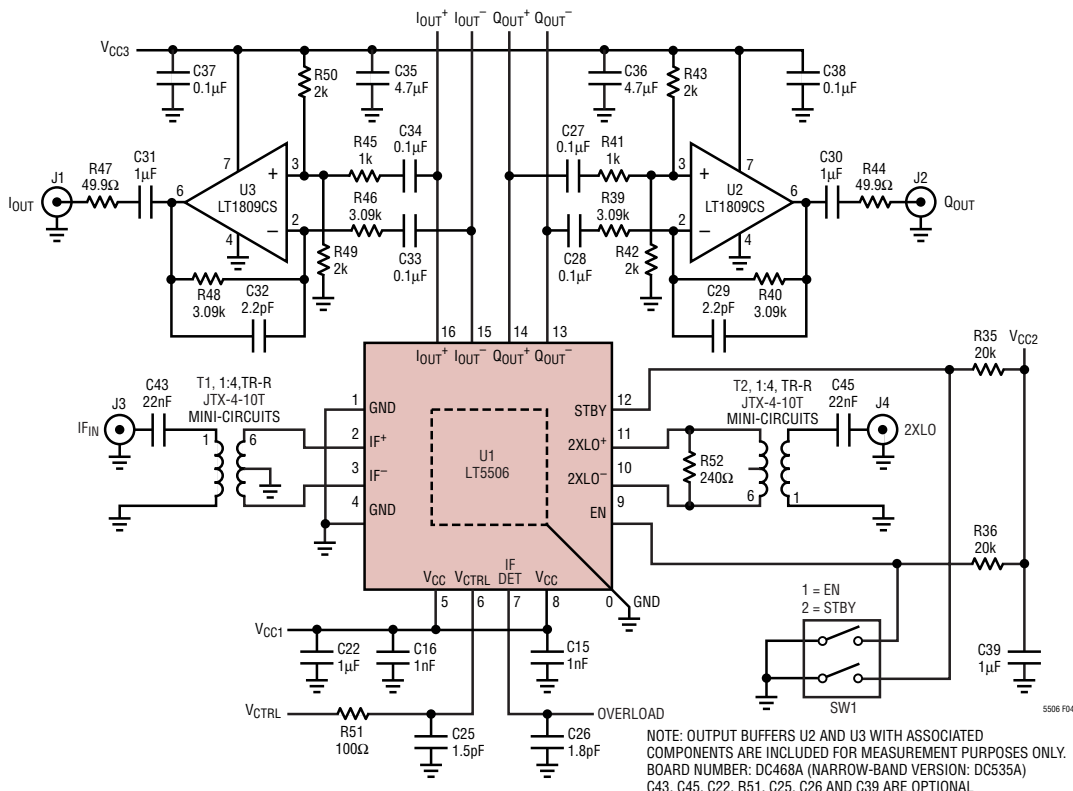 IOUT+ IOUT– QOUT+ QOUT–
VCC3
C37
0.1µF
R50
2k
C35
4.7µF
C36
4.7µF
R43
2k
C38
0.1µF
J1
IOUT
R47
49.9Ω
C31
1µF
6
7
4
3
2
+
–
U3
LT1809CS
R45
1k
C34
0.1µF
R46
3.09k
C33
0.1µF
R49
2k
R48
3.09k
C32
2.2pF
C27
0.1µF
R41
1k
R39
3.09k
C28
0.1µF
R42
2k
3
2
+
–
7
4
6
U2
LT1809CS
C30
1µF
R44
49.9Ω
J2
QOUT
C29
2.2pF
R40
3.09k
16 15 14 13
IOUT+ IOUT– QOUT+ QOUT–
J3
IFIN
C43
22nF
T1, 1:4,TR-R
JTX-4-10T
MINI-CIRCUITS
1
6
1
GND
2
IF+
3
IF–
4
GND
U1
LT5506
12
STBY
11
2XLO+
10
2XLO–
9
EN
R52
240Ω
T2, 1:4, TR-R
JTX-4-10T
MINI-CIRCUITS
6
1
C45
22nF
J4
2XLO
R35
20k
VCC2
R36
20k
VCC VCTRL IF
DET VCC
5 6 7 8 0 GND
VCC1
C22
1µF
C16
1nF
C15
1nF
VCTRL
R51
100Ω
C25
1.5pF
C26
1.8pF
OVERLOAD
1 = EN
2 = STBY
SW1
C39
1µF
5506 F04
NOTE: OUTPUT BUFFERS U2 AND U3 WITH ASSOCIATED
COMPONENTS ARE INCLUDED FOR MEASUREMENT PURPOSES ONLY.
BOARD NUMBER: DC468A (NARROW-BAND VERSION: DC535A)
C43, C45, C22, R51, C25, C26 AND C39 ARE OPTIONAL